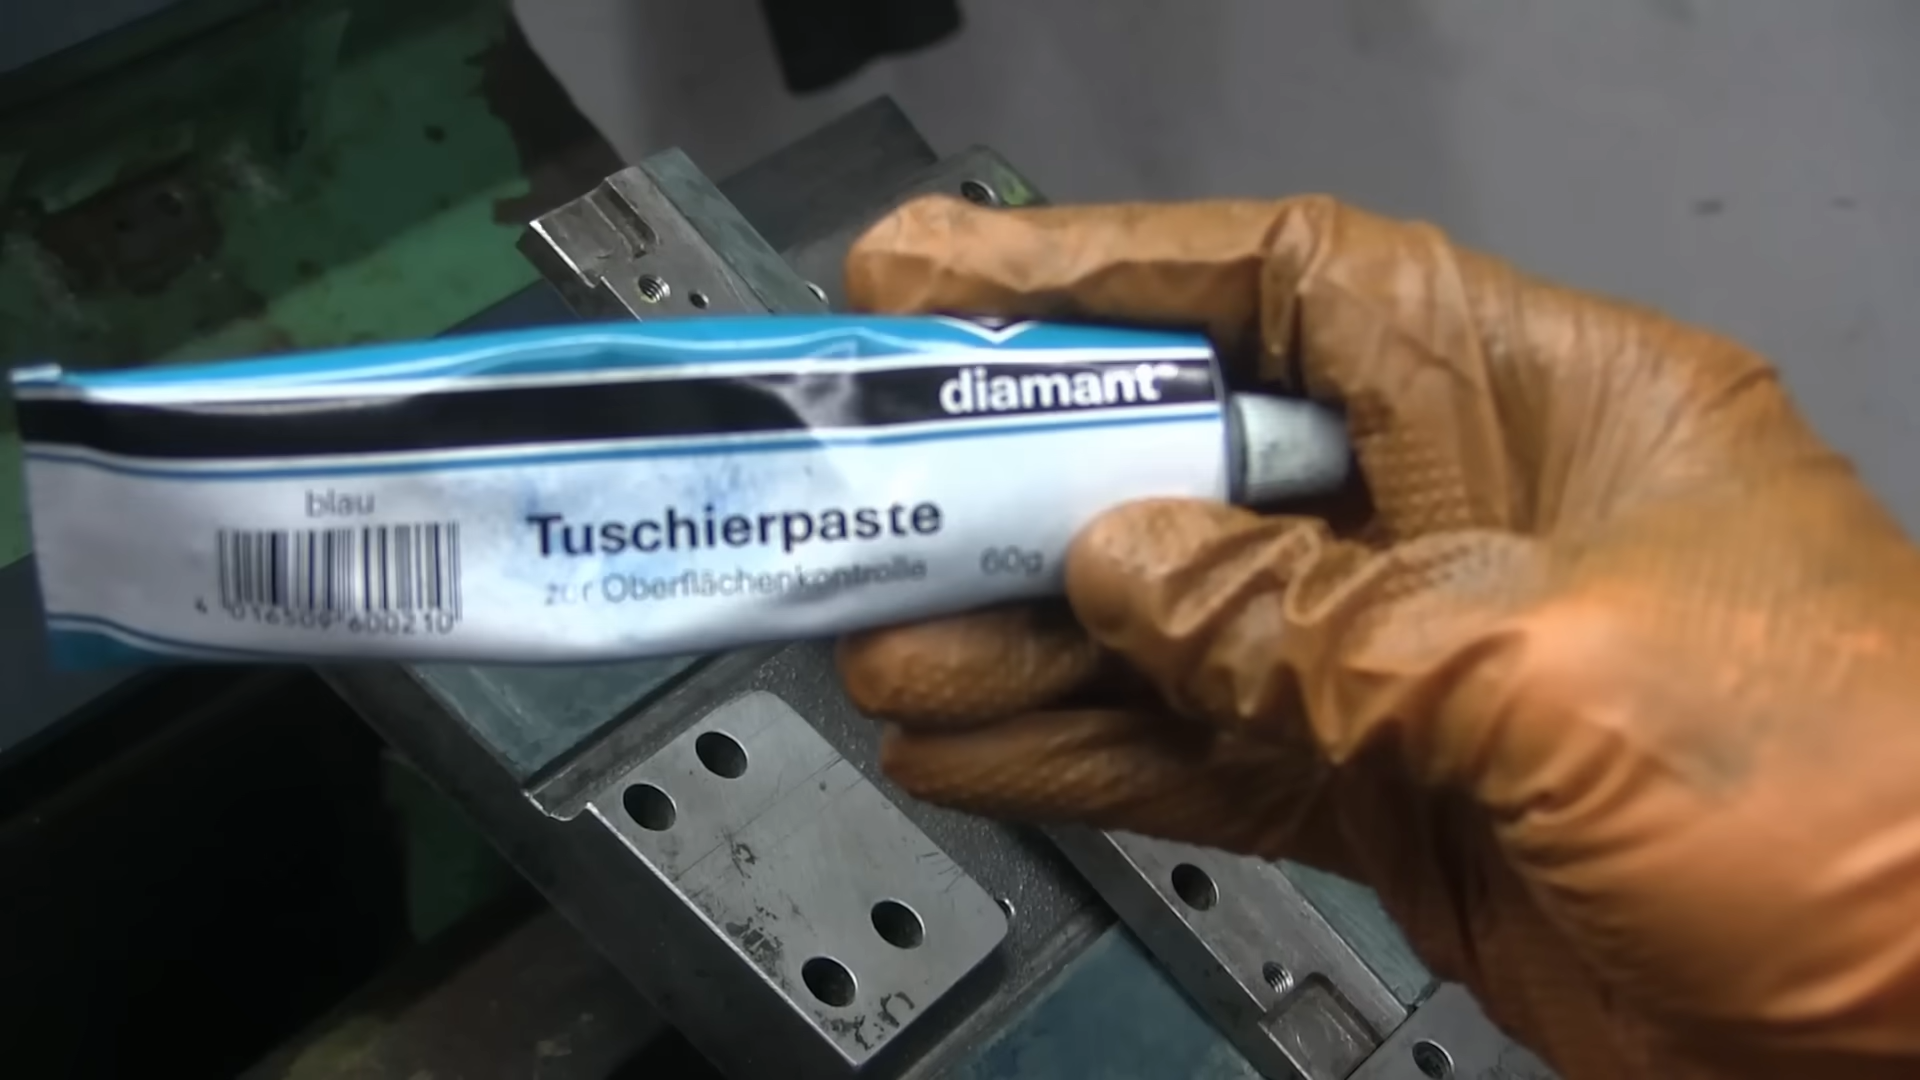 diamant®
blau
Tuschierpaste
zur Oberflächenkontrolle 60g
4 016509 600210